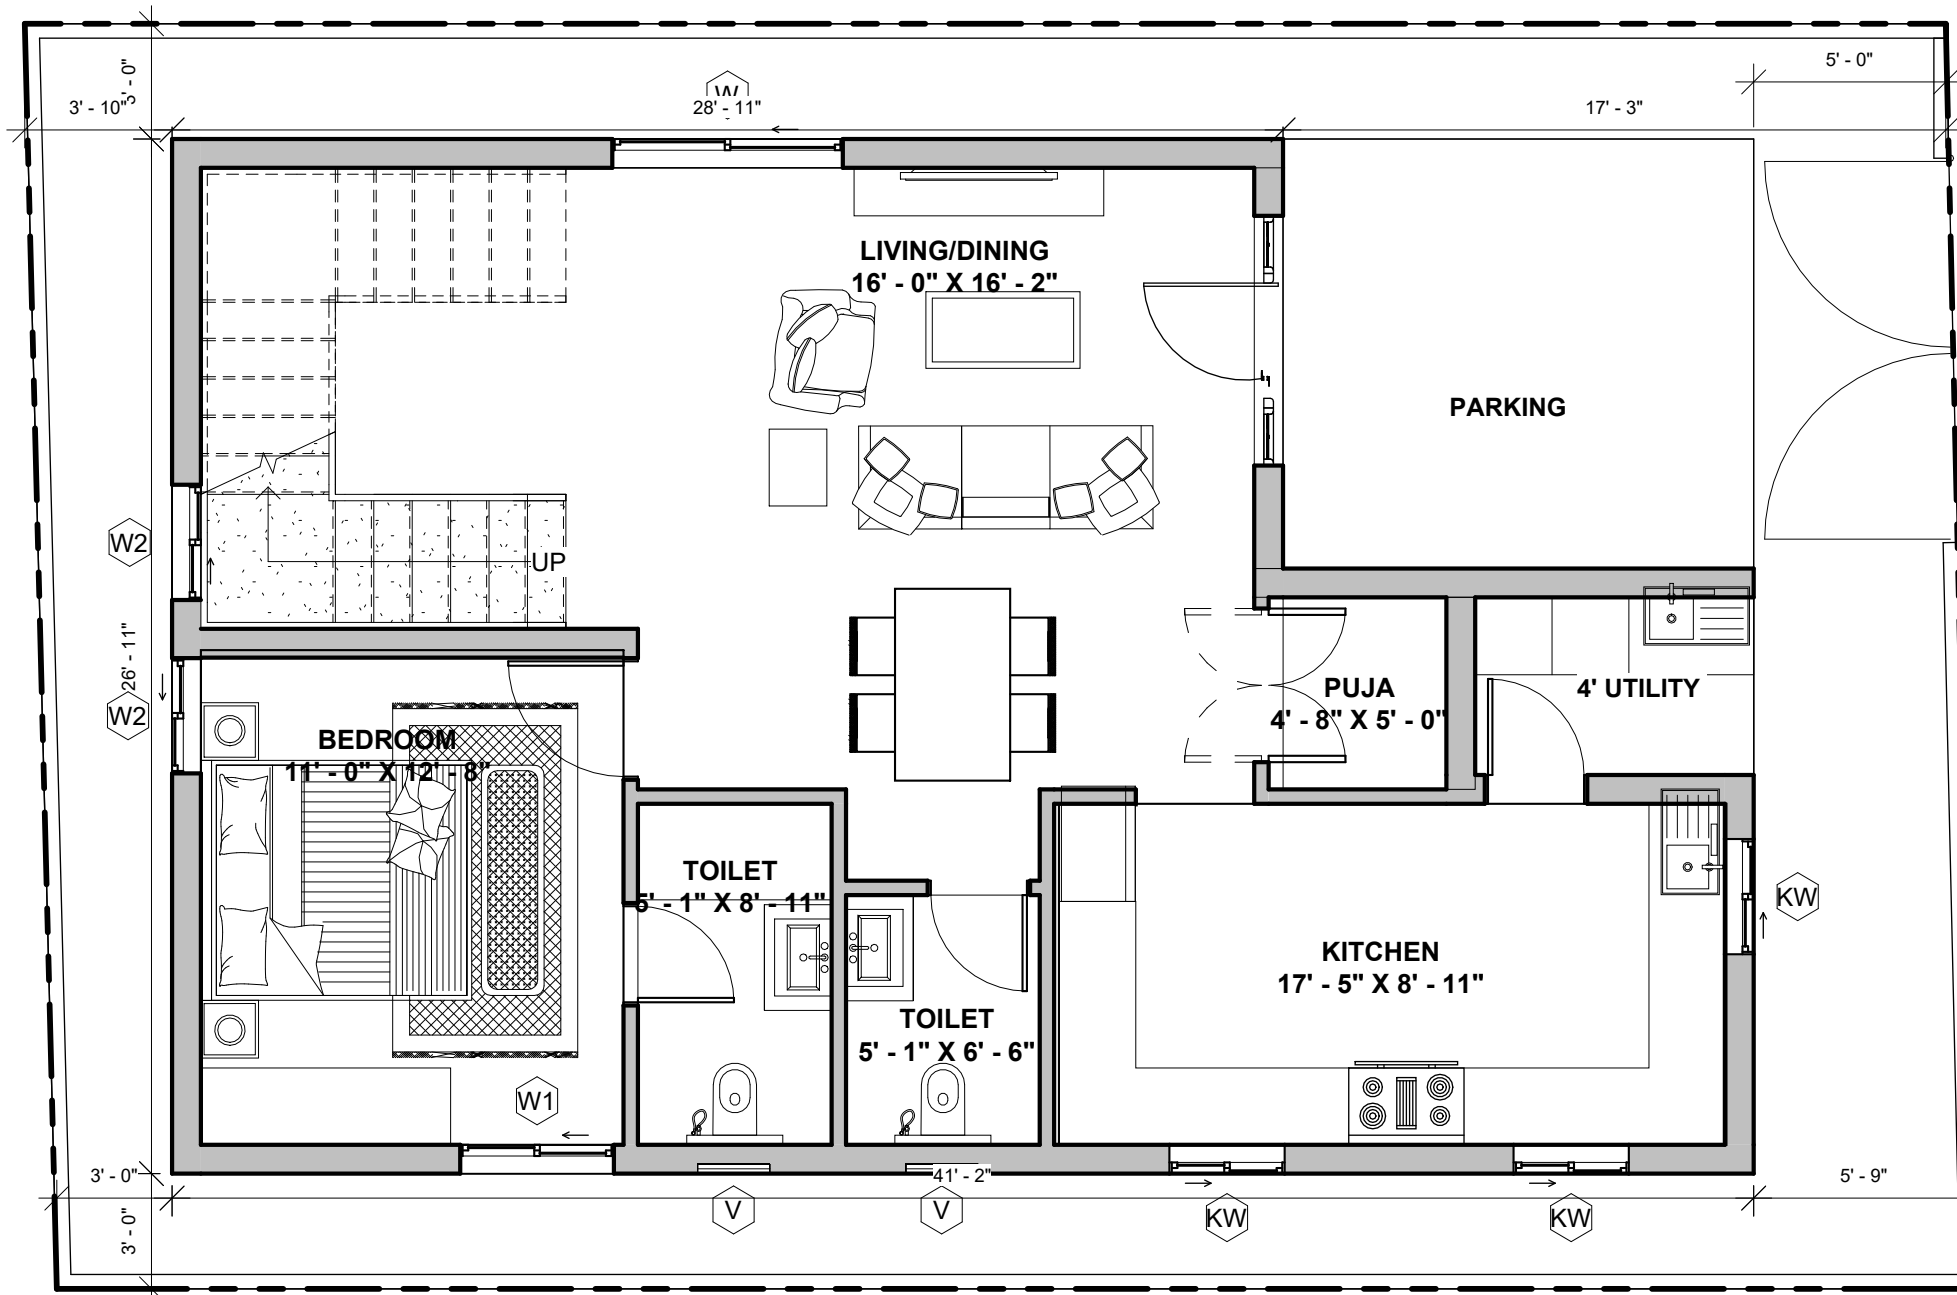 5' - 0"
3' - 0"
3' - 10"
W
28' - 11"
17' - 3"
LIVING/DINING
16' - 0" X 16' - 2"
PARKING
W2
UP
26' - 11"
W2
BEDROOM
11' - 0" X 12' - 8"
PUJA
4' - 8" X 5' - 0"
4' UTILITY
TOILET
5' - 1" X 8' - 11"
KW
KITCHEN
17' - 5" X 8' - 11"
TOILET
5' - 1" X 6' - 6"
W1
3' - 0"
41' - 2"
5' - 9"
3' - 0"
V
V
KW
KW